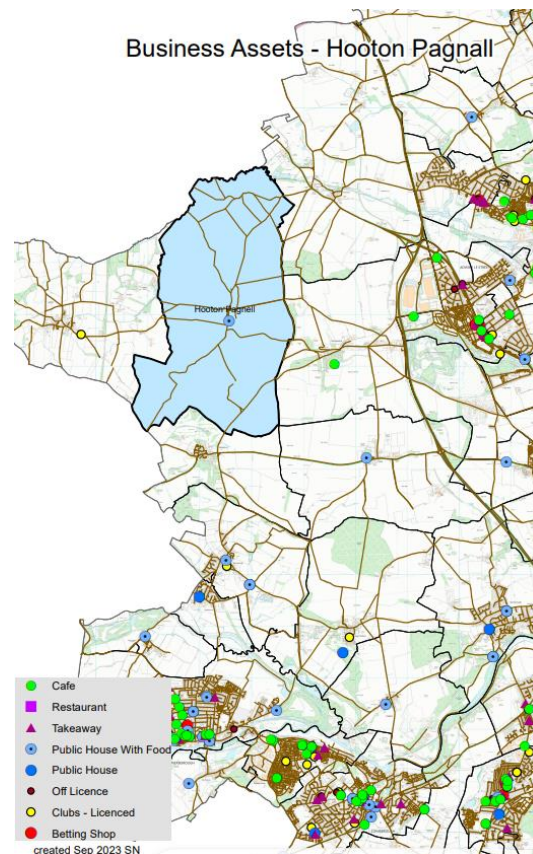 Business Assets - Hooton Pagnall
Hooton Pagnell
Cafe
Restaurant
Takeaway
Public House With Food
Public House
Off Licence
Clubs - Licenced
Betting Shop
created Sep 2023 SN